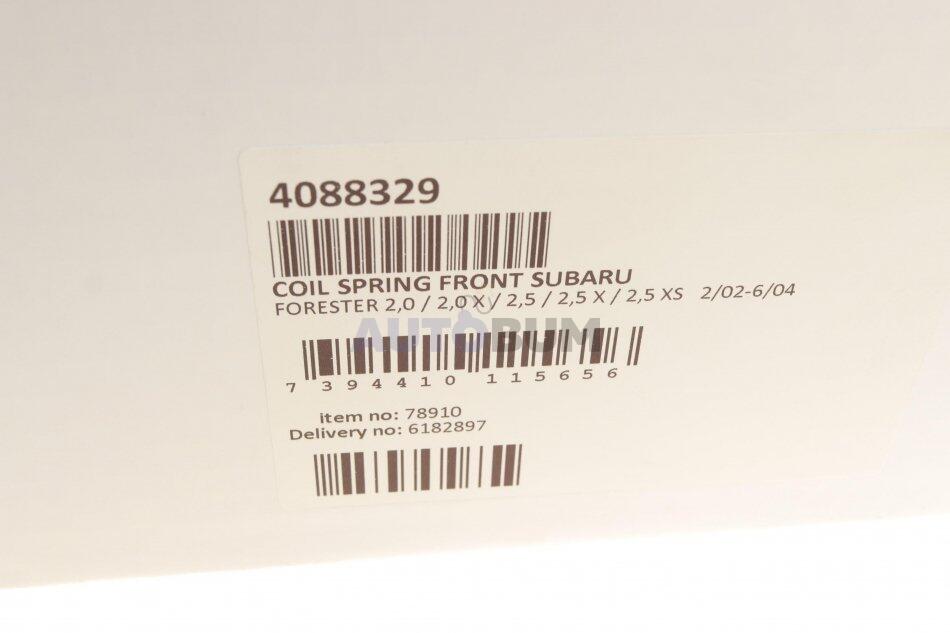 4088329
COIL SPRING FRONT SUBARU
FORESTER 2,0 / 2,0 X / 2,5 / 2,5 X / 2,5 XS 2/02-6/04
AUTOBUM
7 394410 115656
item no: 78910
Delivery no: 6182897